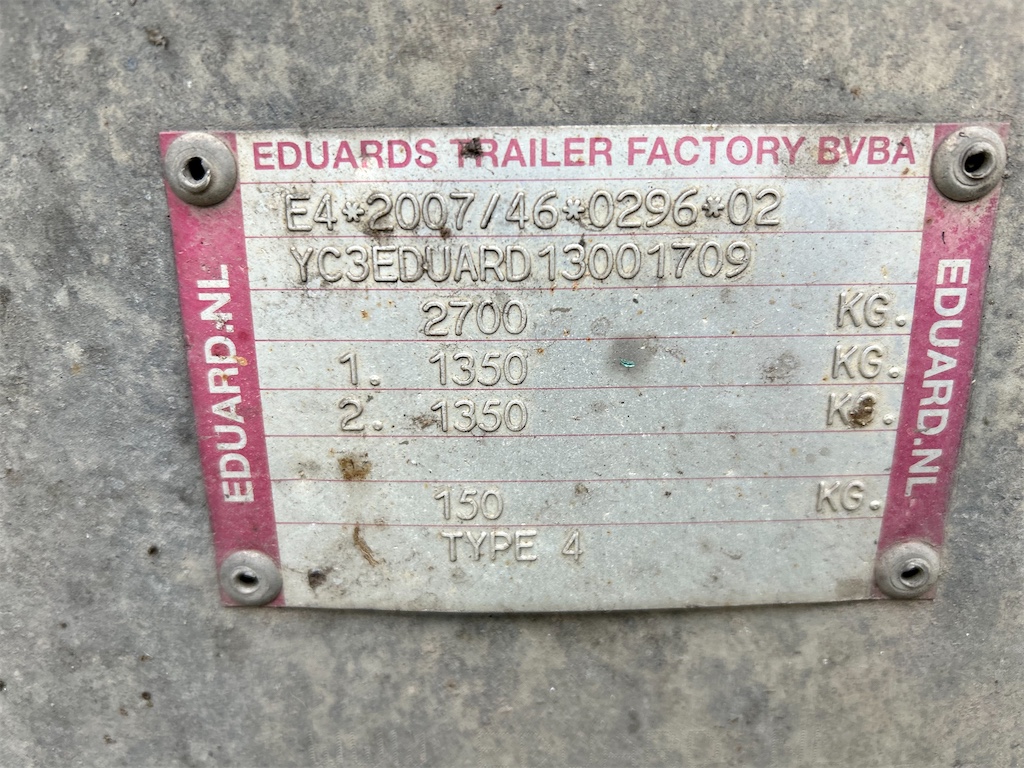 EDUARDS TRAILER FACTORY BVBA
E4*2007/46*0296*02
YC3EDUARD13001709
2700 KG.
1. 1350 KG.
2. 1350 KG.
150 KG.
TYPE 4
EDUARD.NL
EDUARD.NL